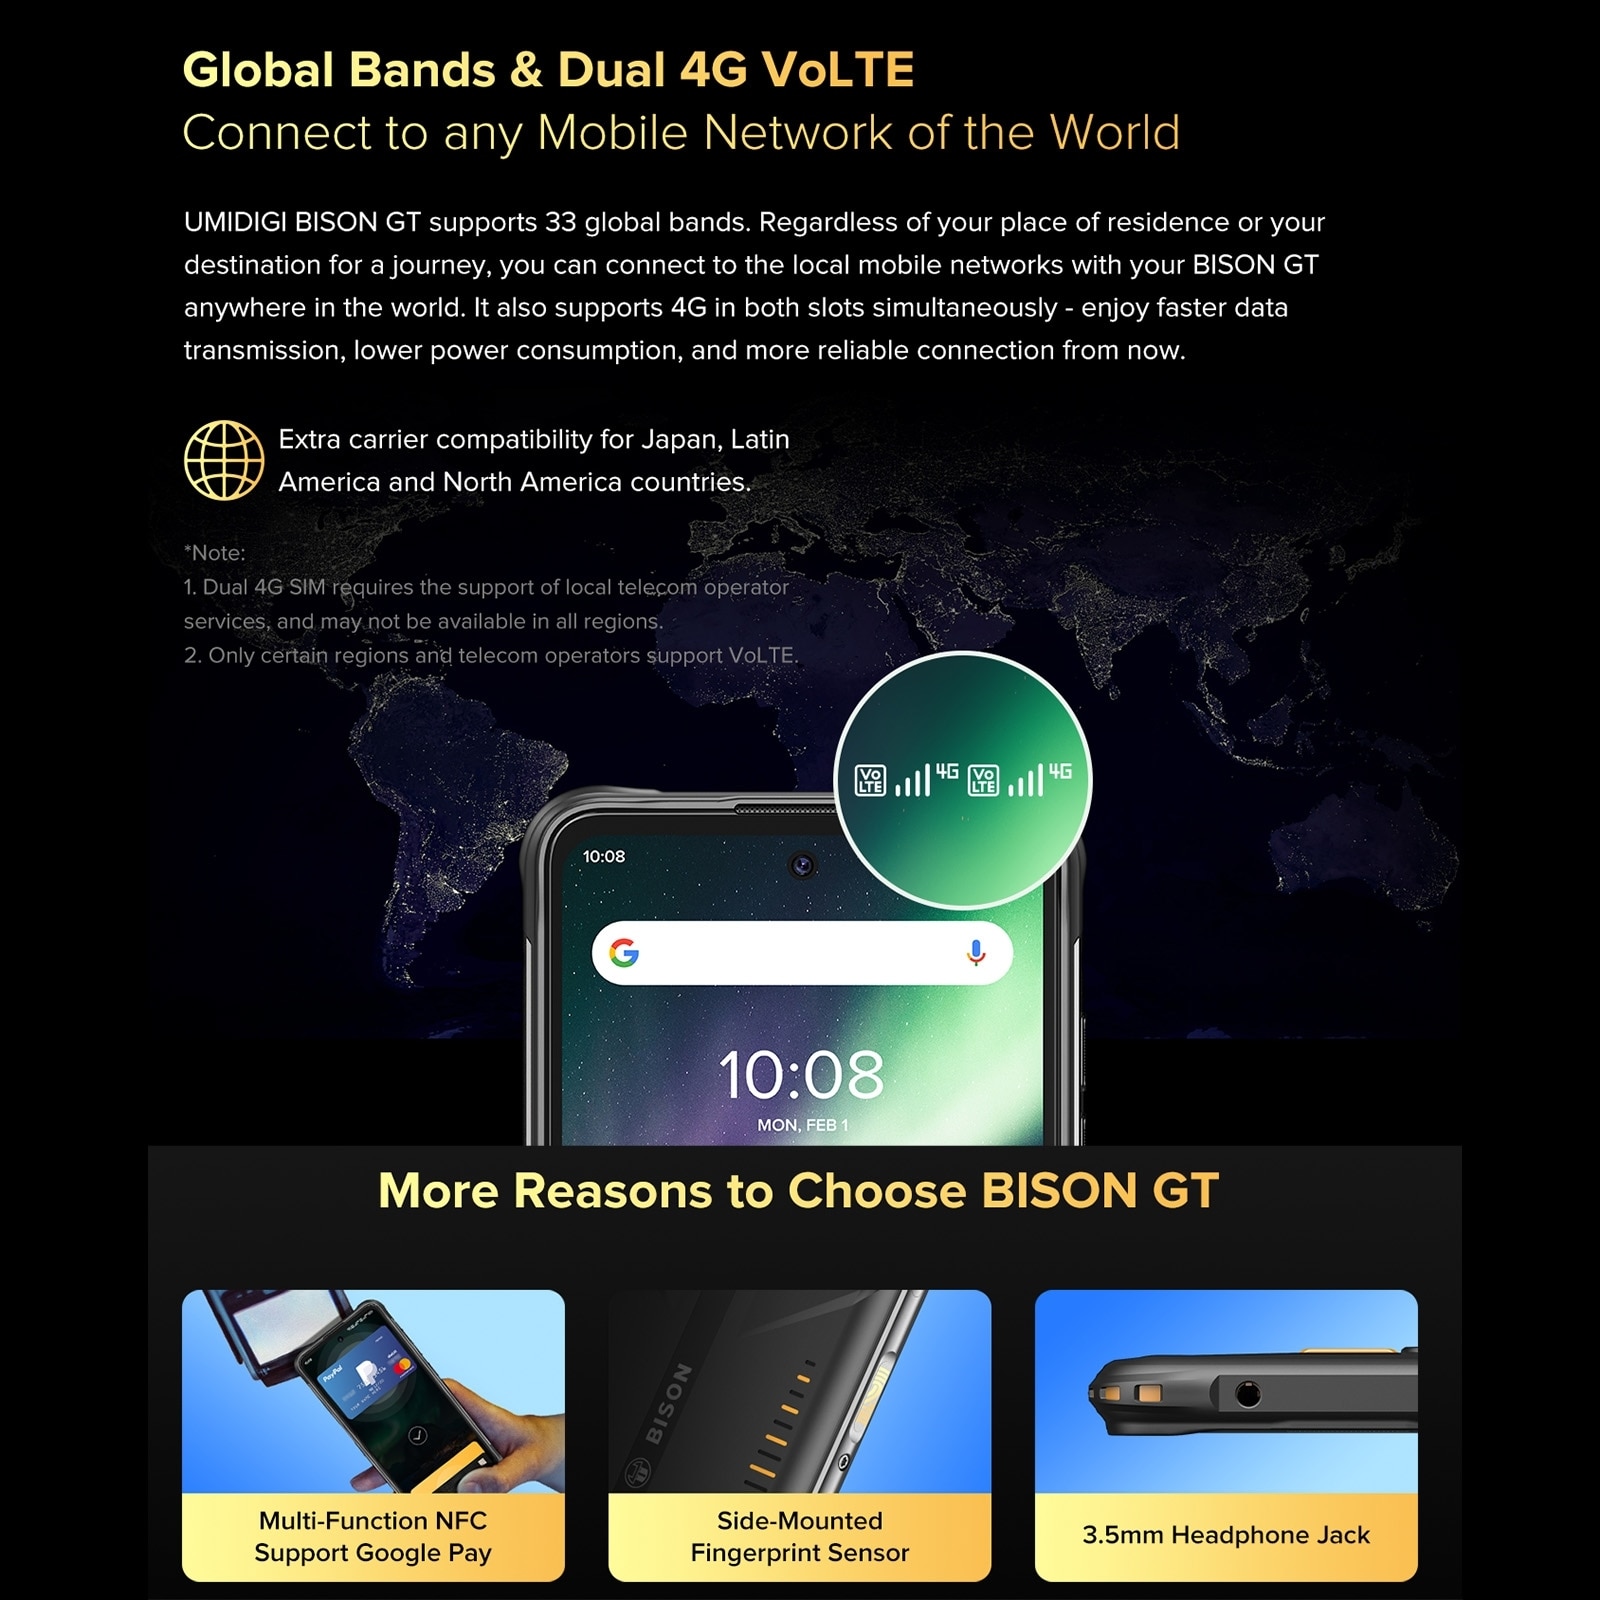 Global Bands & Dual 4G VoLTE
Connect to any Mobile Network of the World
UMIDIGI BISON GT supports 33 global bands. Regardless of your place of residence or your
destination for a journey, you can connect to the local mobile networks with your BISON GT
anywhere in the world. It also supports 4G in both slots simultaneously - enjoy faster data
transmission, lower power consumption, and more reliable connection from now.
Extra carrier compatibility for Japan, Latin
America and North America countries.
*Note:
1. Dual 4G SIM requires the support of local telecom operator
services, and may not be available in all regions.
2. Only certain regions and telecom operators support VoLTE.
Vo LTE 4G Vo LTE 4G
10:08
G
10:08
MON, FEB 1
More Reasons to Choose BISON GT
PayPal
BISON
Multi-Function NFC
Support Google Pay
Side-Mounted
Fingerprint Sensor
3.5mm Headphone Jack